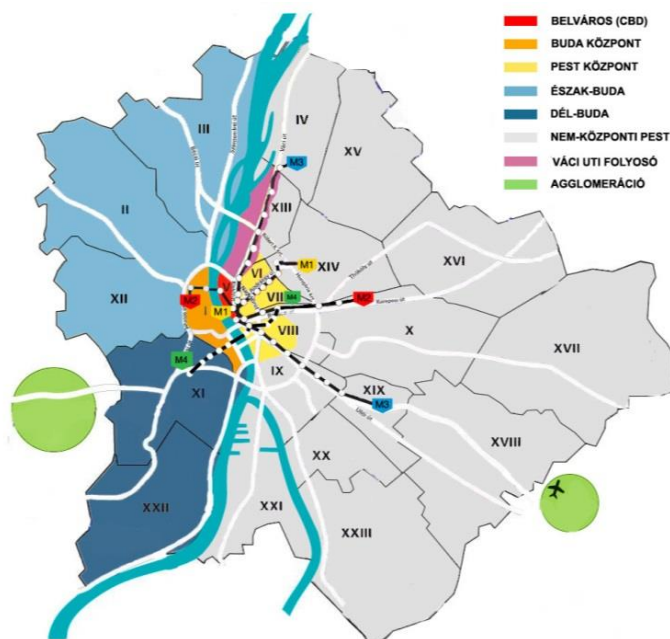 BELVÁROS (CBD)
BUDA KÖZPONT
PEST KÖZPONT
ÉSZAK-BUDA
DÉL-BUDA
NEM-KÖZPONTI PEST
VÁCI UTI FOLYOSÓ
AGGLOMERÁCIÓ
III
IV
XV
M3
II
XIII
M1
XIV
XVI
VI
XII
M2
V
M1
VII
M4
M2
I
VIII
X
XVII
M4
IX
XI
XIX
M3
XVIII
XX
XXII
XXI
XXIII